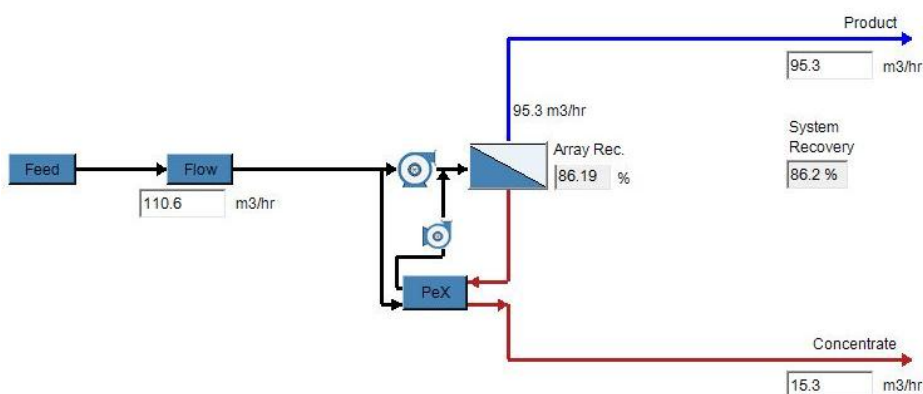 Product
95.3 m3/hr
95.3 m3/hr
System
Recovery
86.2 %
Array Rec.
86.19 %
Feed
Flow
110.6 m3/hr
PeX
Concentrate
15.3 m3/hr